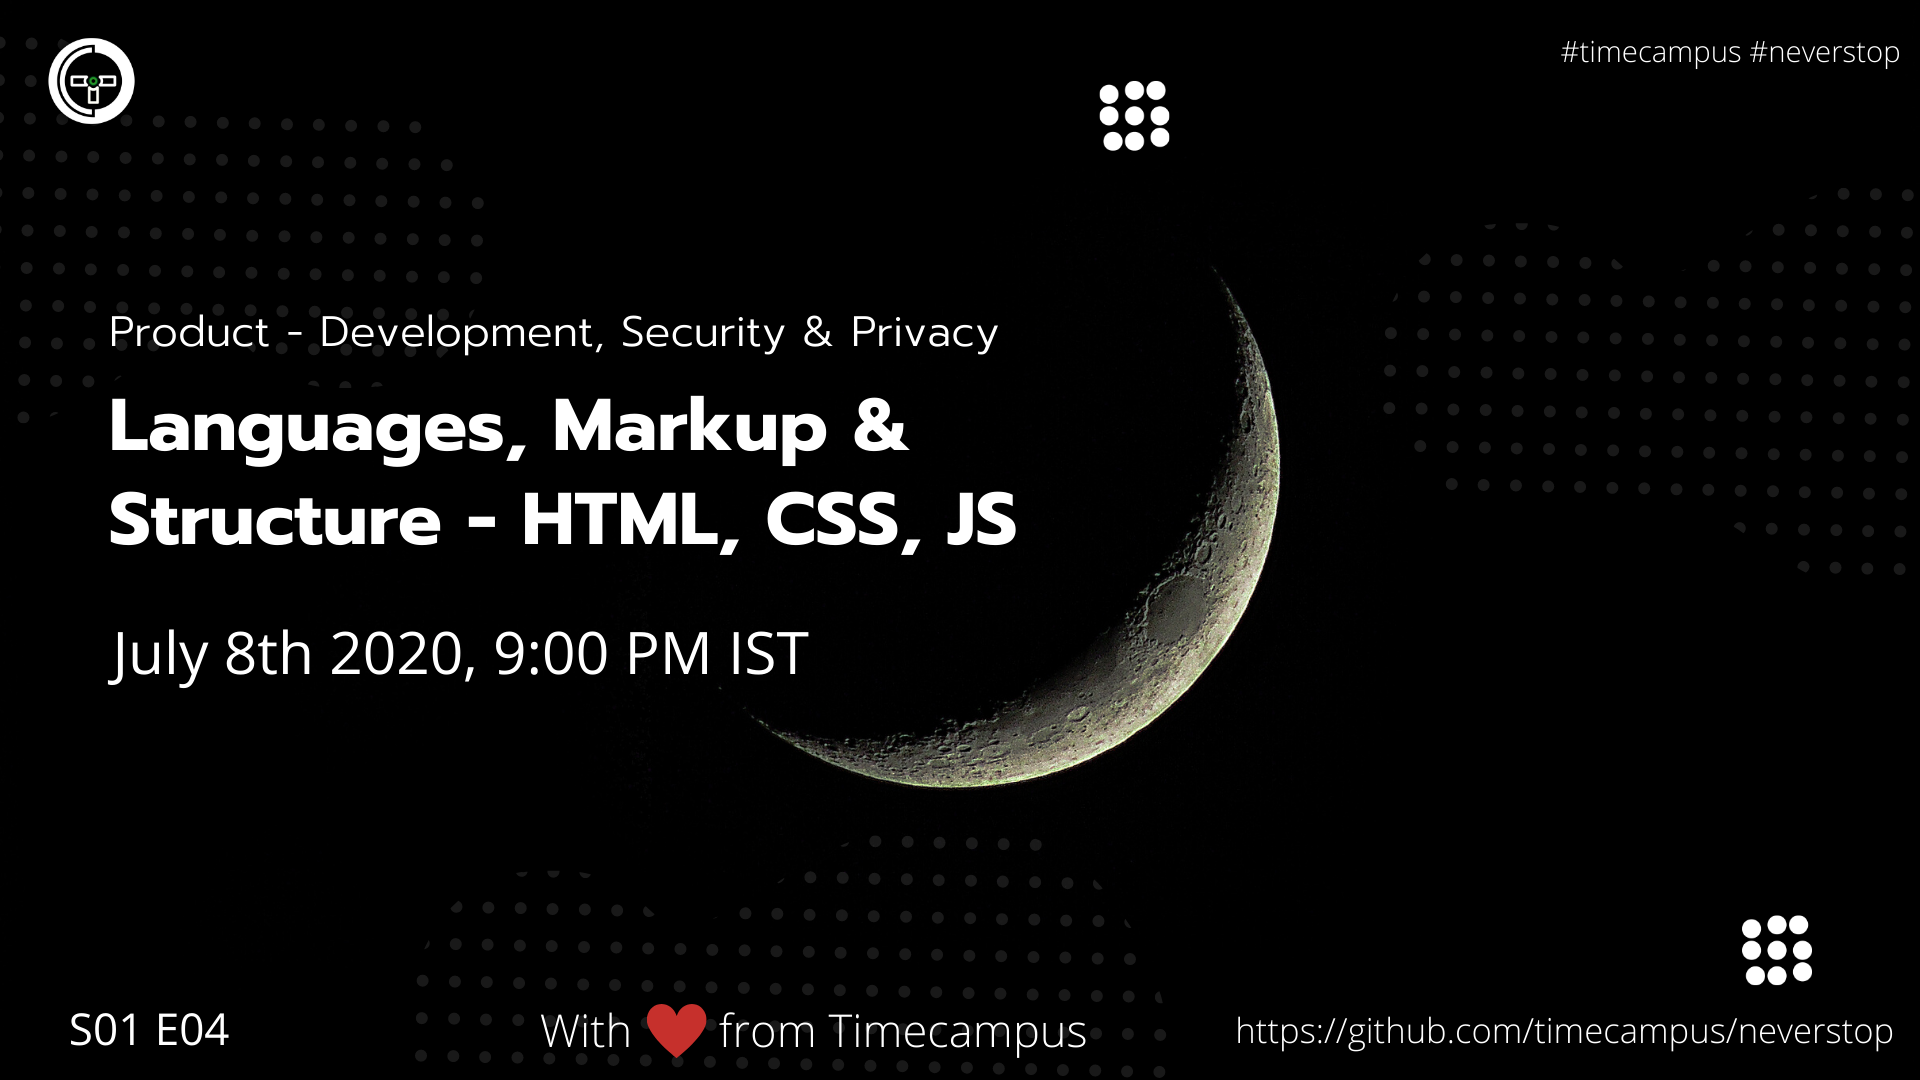 #timecampus #neverstop
Product - Development, Security & Privacy
Languages, Markup &
Structure - HTML, CSS, JS
July 8th 2020, 9:00 PM IST
S01 E04
With ❤ from Timecampus
https://github.com/timecampus/neverstop